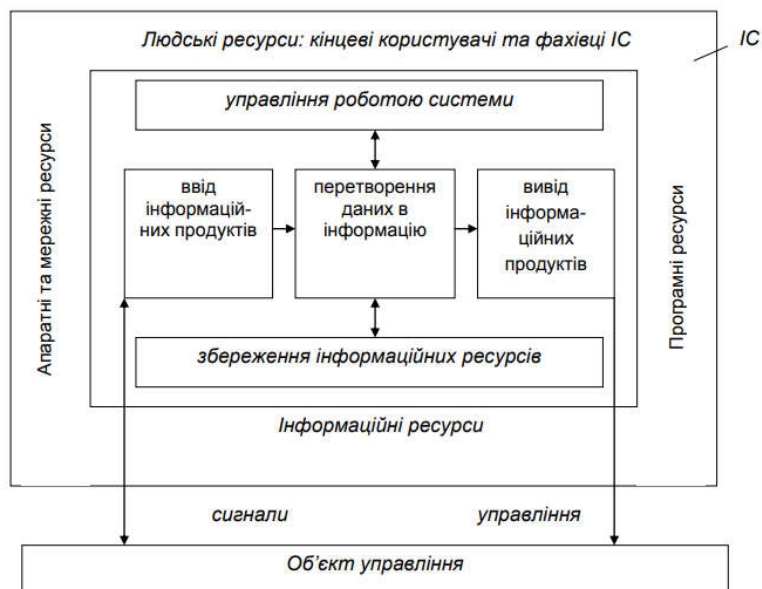 Людські ресурси: кінцеві користувачі та фахівці ІС
ІС
управління роботою системи
Апаратні та мережні ресурси
ввід
інформацій-
них продуктів
перетворення
даних в
інформацію
вивід
інформа-
ційних
продуктів
Програмні ресурси
збереження інформаційних ресурсів
Інформаційні ресурси
сигнали
управління
Об’єкт управління